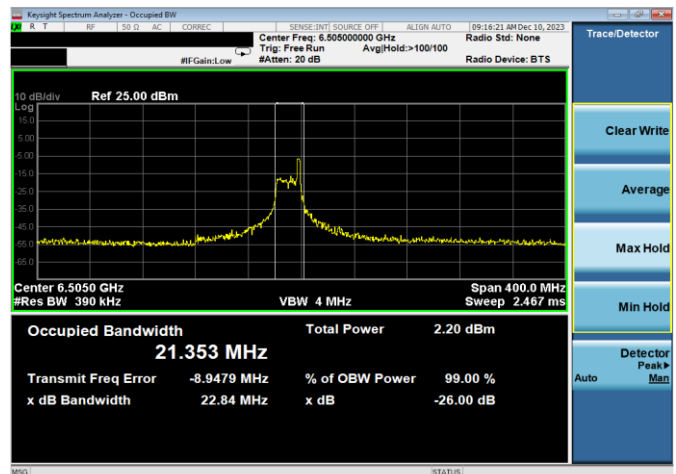 Keysight Spectrum Analyzer - Occupied BW
R T RF 50 Ω AC CORREC SENSE:INT SOURCE OFF ALIGN AUTO 09:16:21 AM Dec 10, 2023
Center Freq: 6.505000000 GHz Radio Std: None
Trig: Free Run Avg|Hold:>100/100
#IFGain:Low #Atten: 20 dB Radio Device: BTS
Trace/Detector
10 dB/div Ref 25.00 dBm
Log
15.0
5.00
-5.00
-15.0
-25.0
-35.0
-45.0
-55.0
-65.0
Center 6.5050 GHz Span 400.0 MHz
#Res BW 390 kHz VBW 4 MHz Sweep 2.467 ms
Occupied Bandwidth Total Power 2.20 dBm
21.353 MHz
Transmit Freq Error -8.9479 MHz % of OBW Power 99.00 %
x dB Bandwidth 22.84 MHz x dB -26.00 dB
Clear Write
Average
Max Hold
Min Hold
Detector
Peak▶
Auto Man
MSG STATUS